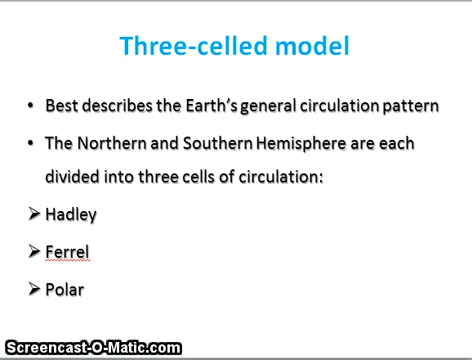 Three-celled model
• Best describes the Earth's general circulation pattern
• The Northern and Southern Hemisphere are each
divided into three cells of circulation:
➢ Hadley
➢ Ferrel
➢ Polar
Screencast-O-Matic.com